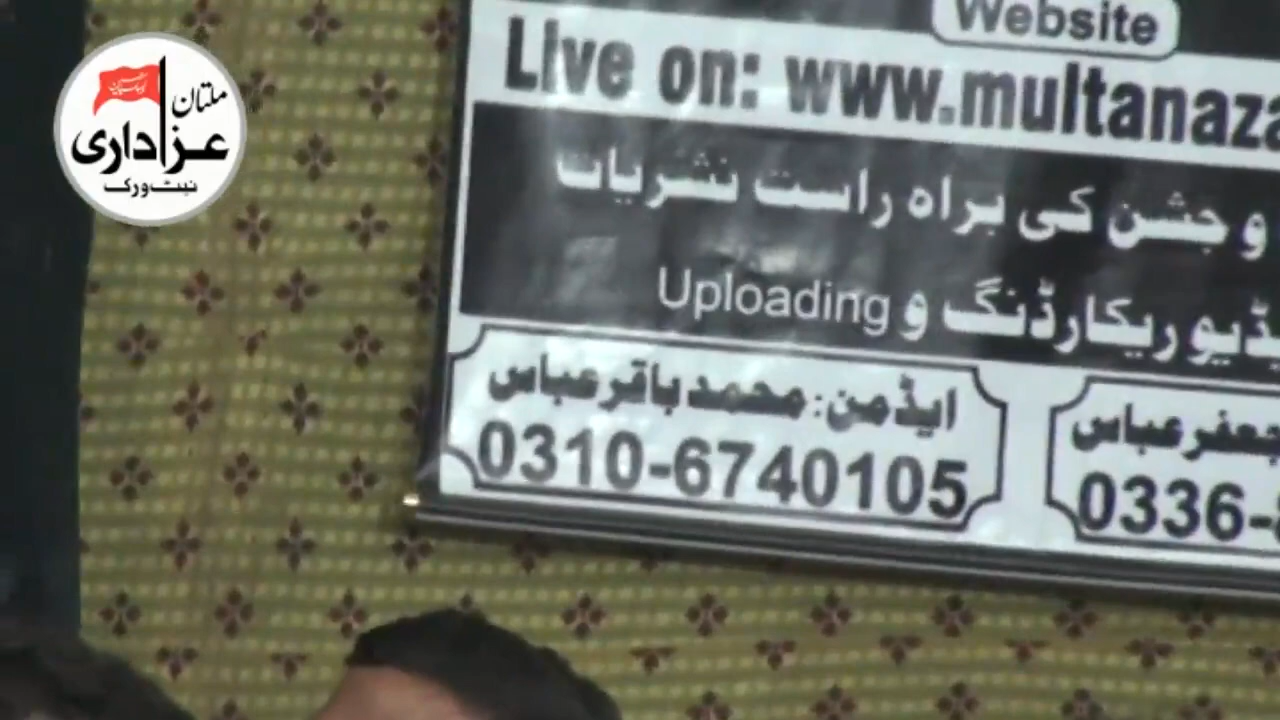 ملتان
عزاداری
نیٹ ورک
Website
Live on: www.multanaza
و جشن کی براہ راست نشریات
یڈیو ریکارڈنگ و Uploading
ایڈمن: محمد باقر عباس
0310-6740105
جعفر عباس
0336-